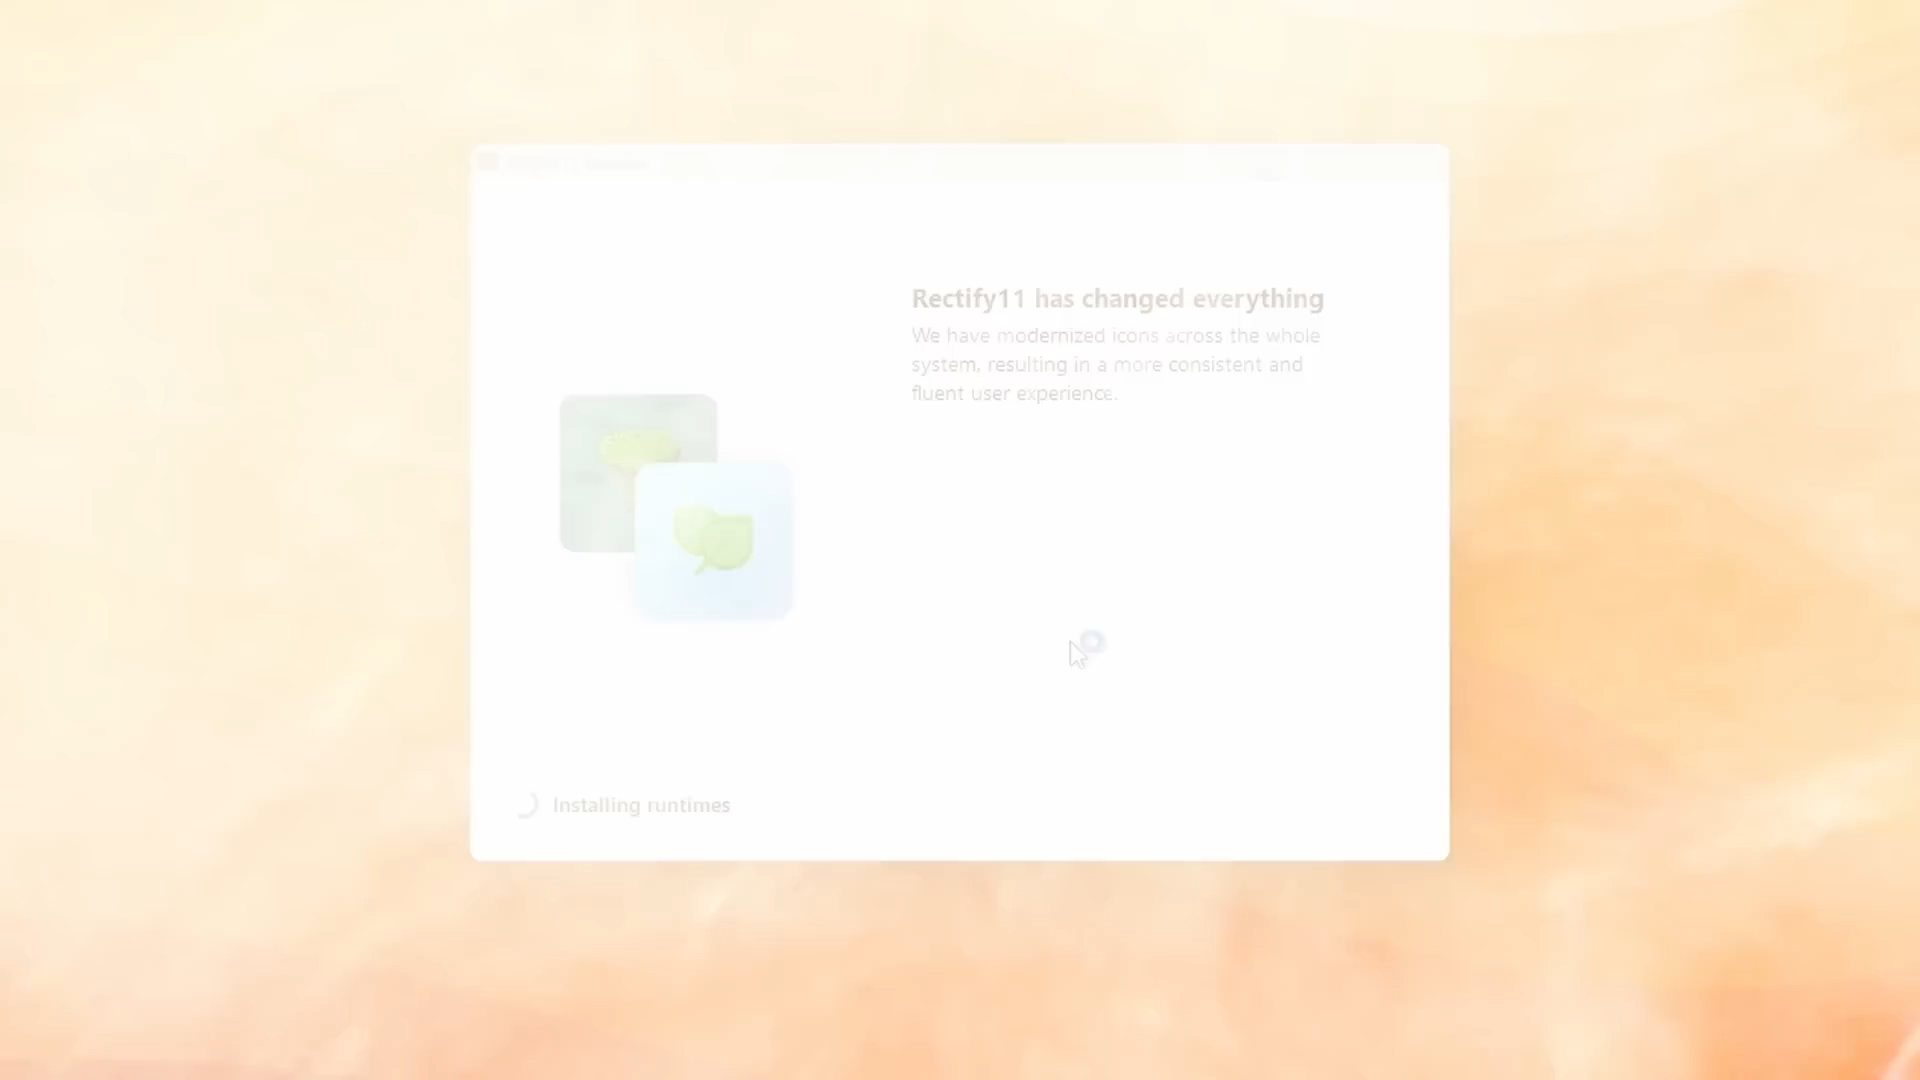 Rectify11 has changed everything
We have modernized icons across the whole
system, resulting in a more consistent and
fluent user experience.
Installing runtimes